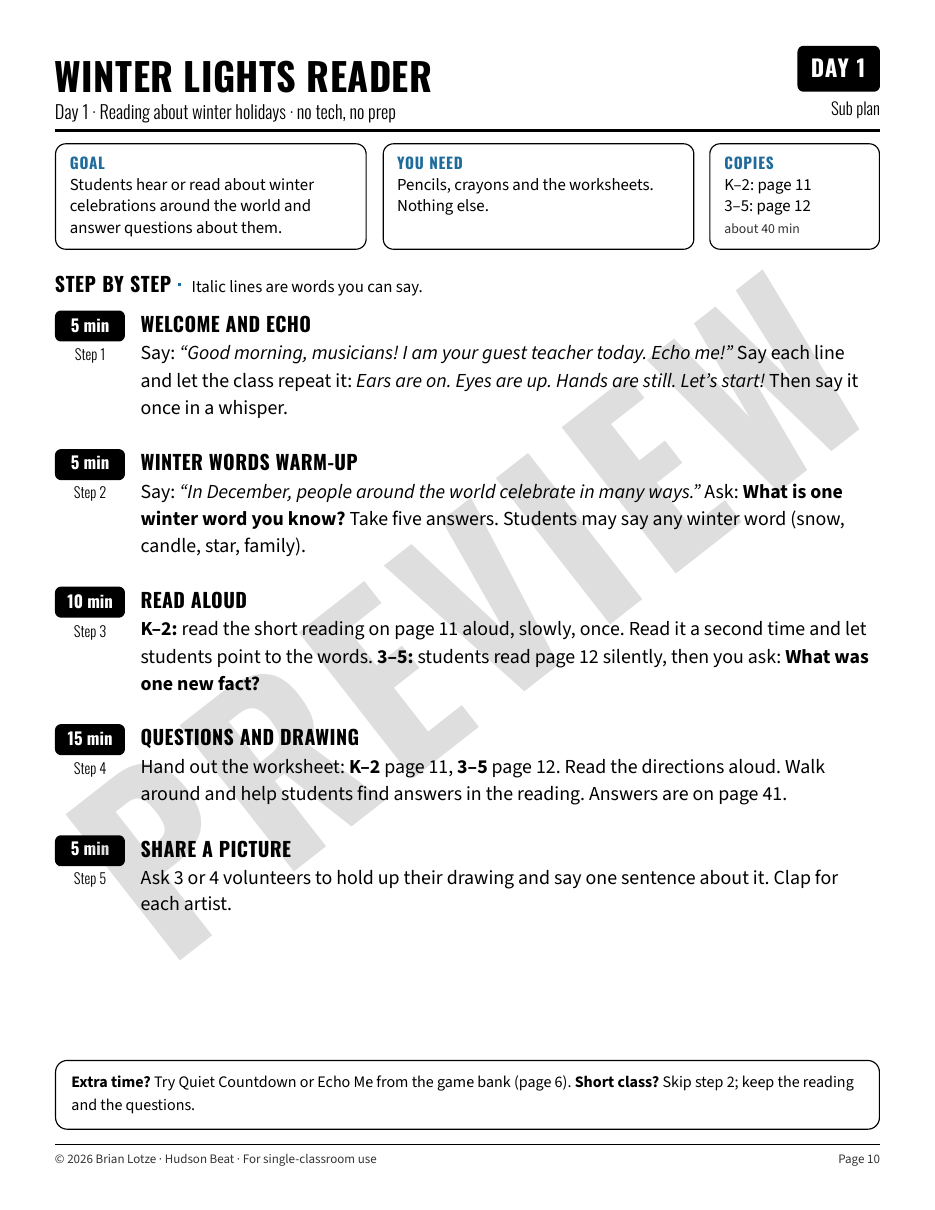 WINTER LIGHTS READER
DAY 1
Day 1 · Reading about winter holidays · no tech, no prep
Sub plan
GOAL
Students hear or read about winter
celebrations around the world and
answer questions about them.
YOU NEED
Pencils, crayons and the worksheets.
Nothing else.
COPIES
K–2: page 11
3–5: page 12
about 40 min
STEP BY STEP · Italic lines are words you can say.
5 min
Step 1
WELCOME AND ECHO
Say: “Good morning, musicians! I am your guest teacher today. Echo me!” Say each line
and let the class repeat it: Ears are on. Eyes are up. Hands are still. Let’s start! Then say it
once in a whisper.
5 min
Step 2
WINTER WORDS WARM-UP
Say: “In December, people around the world celebrate in many ways.” Ask: What is one
winter word you know? Take five answers. Students may say any winter word (snow,
candle, star, family).
10 min
Step 3
READ ALOUD
K–2: read the short reading on page 11 aloud, slowly, once. Read it a second time and let
students point to the words. 3–5: students read page 12 silently, then you ask: What was
one new fact?
15 min
Step 4
QUESTIONS AND DRAWING
Hand out the worksheet: K–2 page 11, 3–5 page 12. Read the directions aloud. Walk
around and help students find answers in the reading. Answers are on page 41.
5 min
Step 5
SHARE A PICTURE
Ask 3 or 4 volunteers to hold up their drawing and say one sentence about it. Clap for
each artist.
PREVIEW
Extra time? Try Quiet Countdown or Echo Me from the game bank (page 6). Short class? Skip step 2; keep the reading
and the questions.
© 2026 Brian Lotze · Hudson Beat · For single-classroom use
Page 10